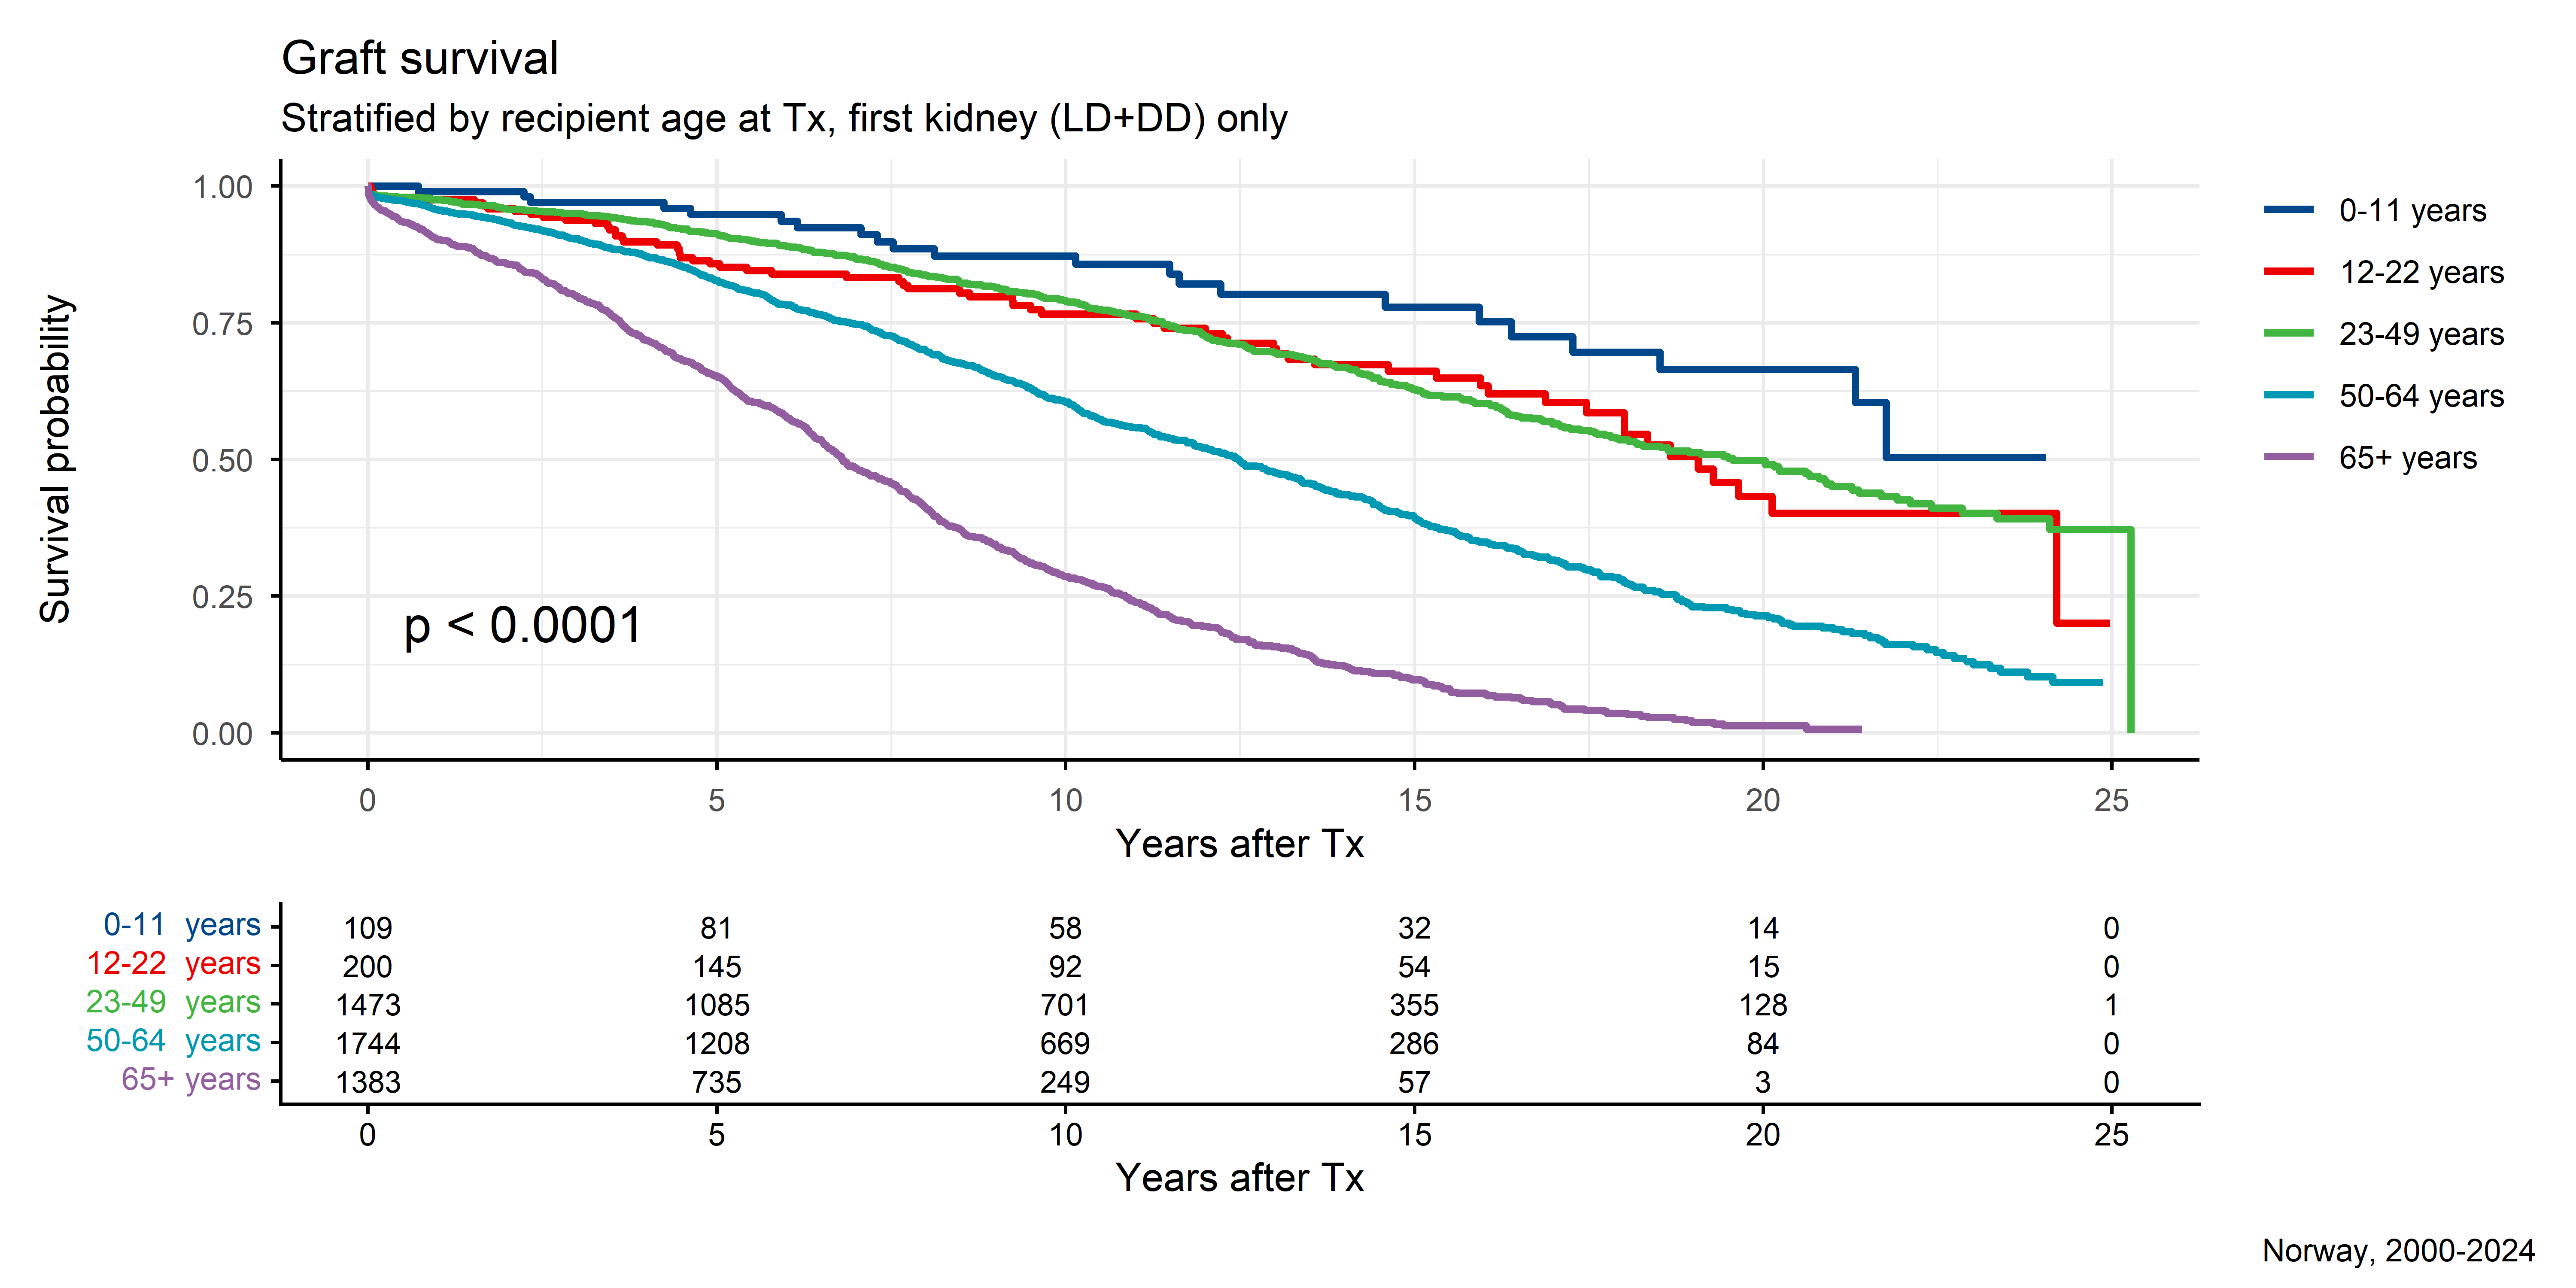 Graft survival
Stratified by recipient age at Tx, first kidney (LD+DD) only
Survival probability
1.00
0.75
0.50
0.25
0.00
p < 0.0001
0 5 10 15 20 25
Years after Tx
0-11 years
12-22 years
23-49 years
50-64 years
65+ years
0-11 years 109 81 58 32 14 0
12-22 years 200 145 92 54 15 0
23-49 years 1473 1085 701 355 128 1
50-64 years 1744 1208 669 286 84 0
65+ years 1383 735 249 57 3 0
0 5 10 15 20 25
Years after Tx
Norway, 2000-2024